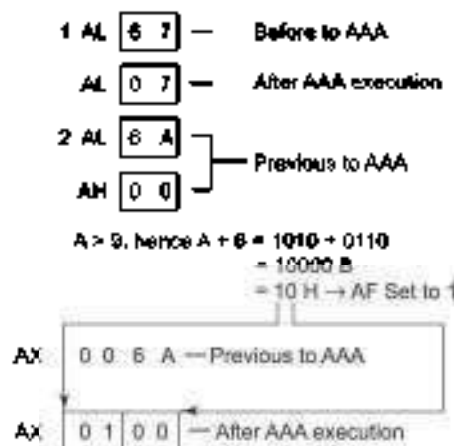 1 AL 6 7 — Before to AAA
AL 0 7 — After AAA execution
2 AL 6 A
Previous to AAA
AH 0 0
A > 9, hence A + 6 = 1010 + 0110
= 10000 B
= 10 H → AF Set to 1
AX 0 0 6 A — Previous to AAA
AX 0 1 0 0 — After AAA execution